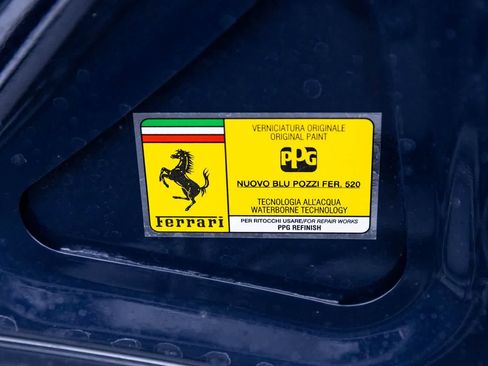 VERNICIATURA ORIGINALE
ORIGINAL PAINT
PPG
NUOVO BLU POZZI FER. 520
TECNOLOGIA ALL'ACQUA
WATERBORNE TECHNOLOGY
Ferrari
PER RITOCCHI USARE/FOR REPAIR WORKS
PPG REFINISH